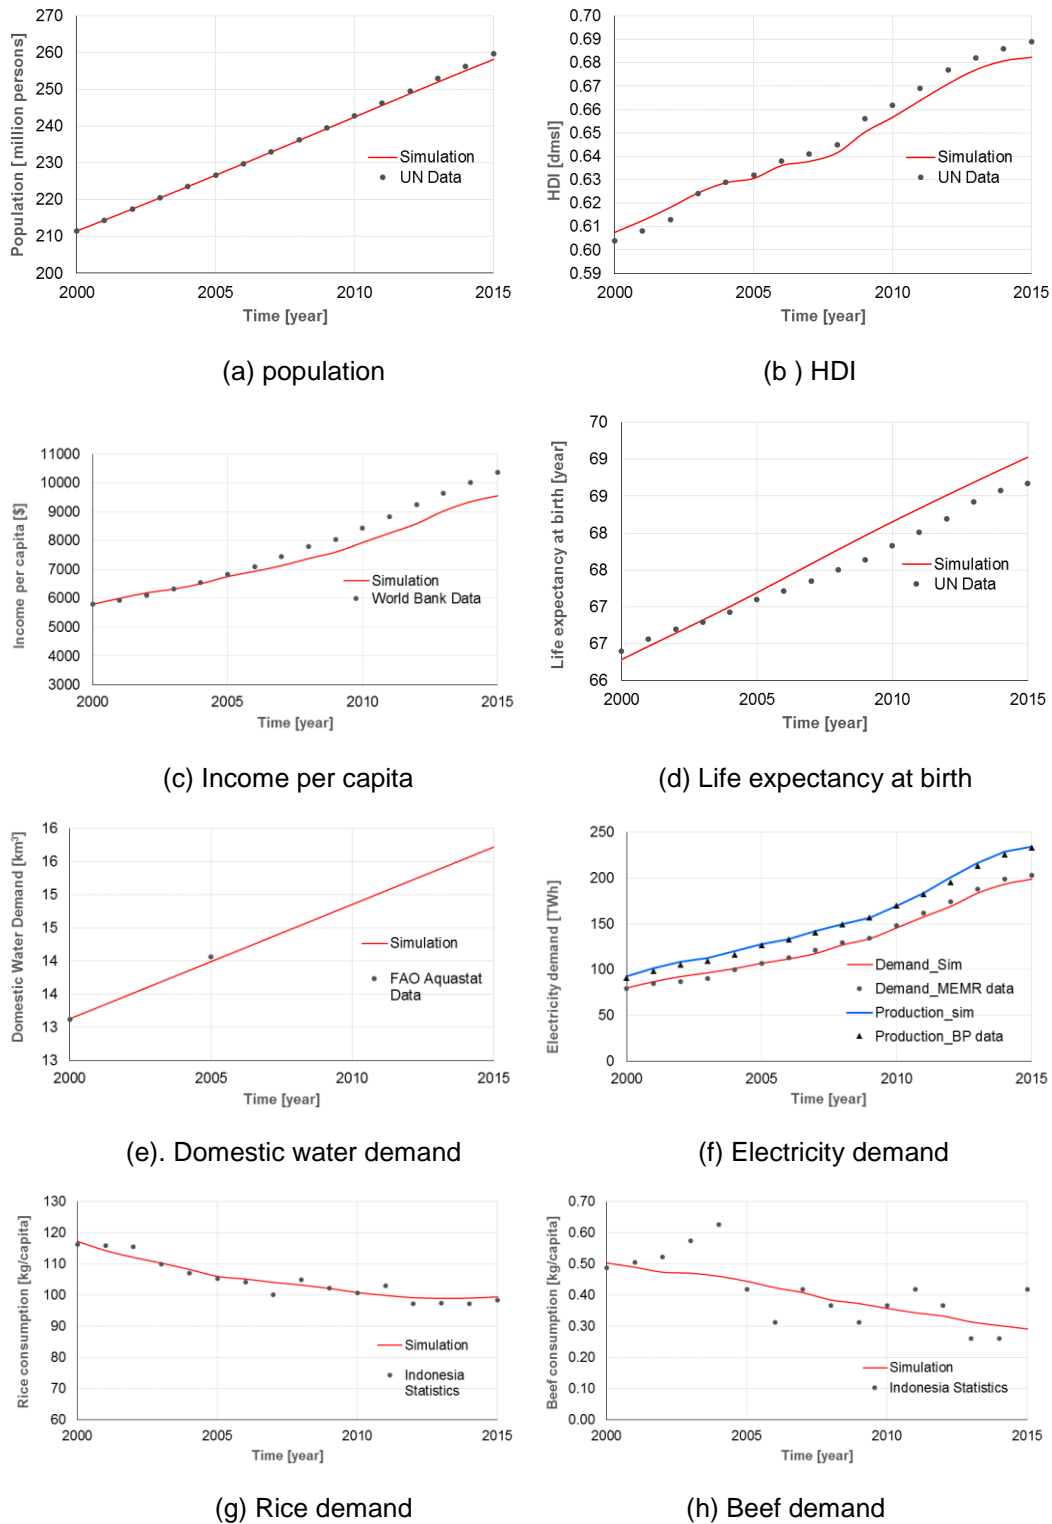 270
260
250
240
230
220
210
200
Population [million persons]
Simulation
UN Data
2000 2005 2010 2015
Time [year]
(a) population
0.70
0.69
0.68
0.67
0.66
0.65
0.64
0.63
0.62
0.61
0.60
0.59
HDI [dmsl]
Simulation
UN Data
2000 2005 2010 2015
Time [year]
(b ) HDI
11000
10000
9000
8000
7000
6000
5000
4000
3000
Income per capita [$]
Simulation
World Bank Data
2000 2005 2010 2015
Time [year]
(c) Income per capita
70
69
69
68
68
67
67
66
Life expectancy at birth [year]
Simulation
UN Data
2000 2005 2010 2015
Time [year]
(d) Life expectancy at birth
16
16
15
15
14
14
13
13
Domestic Water Demand [km³]
Simulation
FAO Aquastat
Data
2000 2005 2010 2015
Time [year]
(e). Domestic water demand
250
200
150
100
50
0
Electricity demand [TWh]
Demand_Sim
Demand_MEMR data
Production_sim
Production_BP data
2000 2005 2010 2015
Time [year]
(f) Electricity demand
130
120
110
100
90
80
70
60
Rice consumption [kg/capita]
Simulation
Indonesia
Statistics
2000 2005 2010 2015
Time [year]
(g) Rice demand
0.70
0.60
0.50
0.40
0.30
0.20
0.10
0.00
Beef consumption [kg/capita]
Simulation
Indonesia Statistics
2000 2005 2010 2015
Time [year]
(h) Beef demand